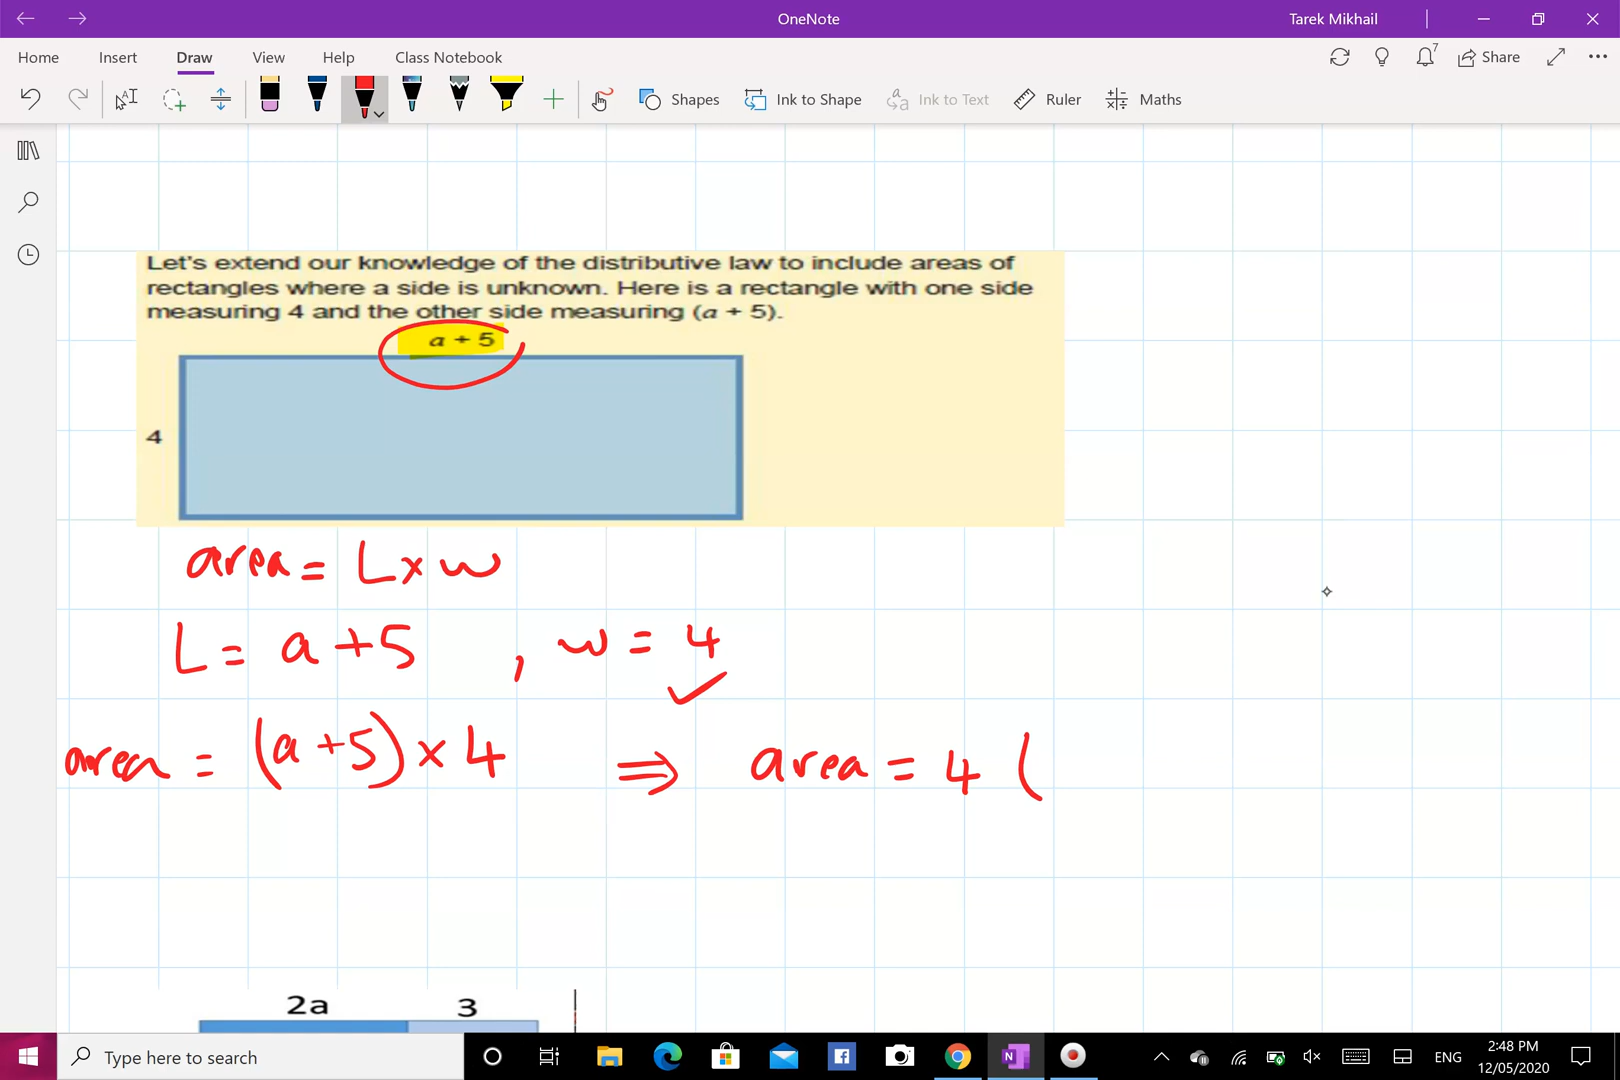 OneNote
Tarek Mikhail
Home Insert Draw View Help Class Notebook
7 Share
Shapes Ink to Shape Ink to Text Ruler Maths
Let's extend our knowledge of the distributive law to include areas of
rectangles where a side is unknown. Here is a rectangle with one side
measuring 4 and the other side measuring (a + 5).
a + 5
4
area = L x w
L = a + 5 , w = 4
area = (a + 5) x 4 ⇒ area = 4 (
2a 3
Type here to search
ENG
2:48 PM
12/05/2020